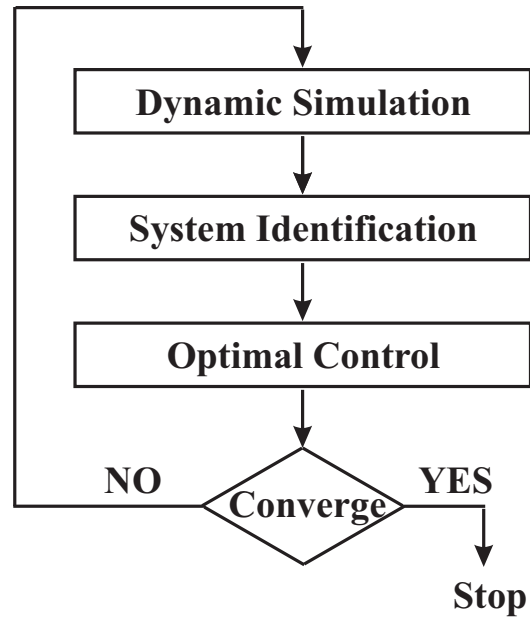 Dynamic Simulation
System Identification
Optimal Control
NO
Converge
YES
Stop